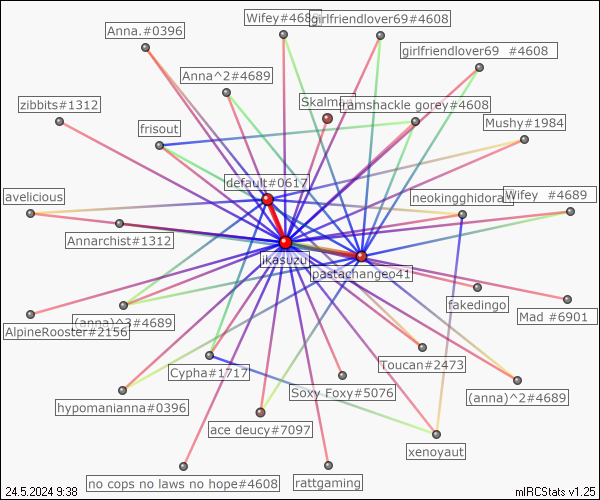 Wifey#4689
girlfriendlover69#4608
Anna.#0396
girlfriendlover69 #4608
Anna^2#4689
zibbits#1312
Skalman
ramshackle gorey#4608
frisout
Mushy#1984
default#0617
avelicious
neokingghidorah
Wifey #4689
Annarchist#1312
ikasuzu
pastachangeo41
fakedingo
Mad #6901
AlpineRooster#2156
(anna)^3#4689
Cypha#1717
Toucan#2473
Soxy Foxy#5076
(anna)^2#4689
hypomanianna#0396
ace deucy#7097
xenoyaut
no cops no laws no hope#4608
rattgaming
24.5.2024 9:38
mIRCStats v1.25